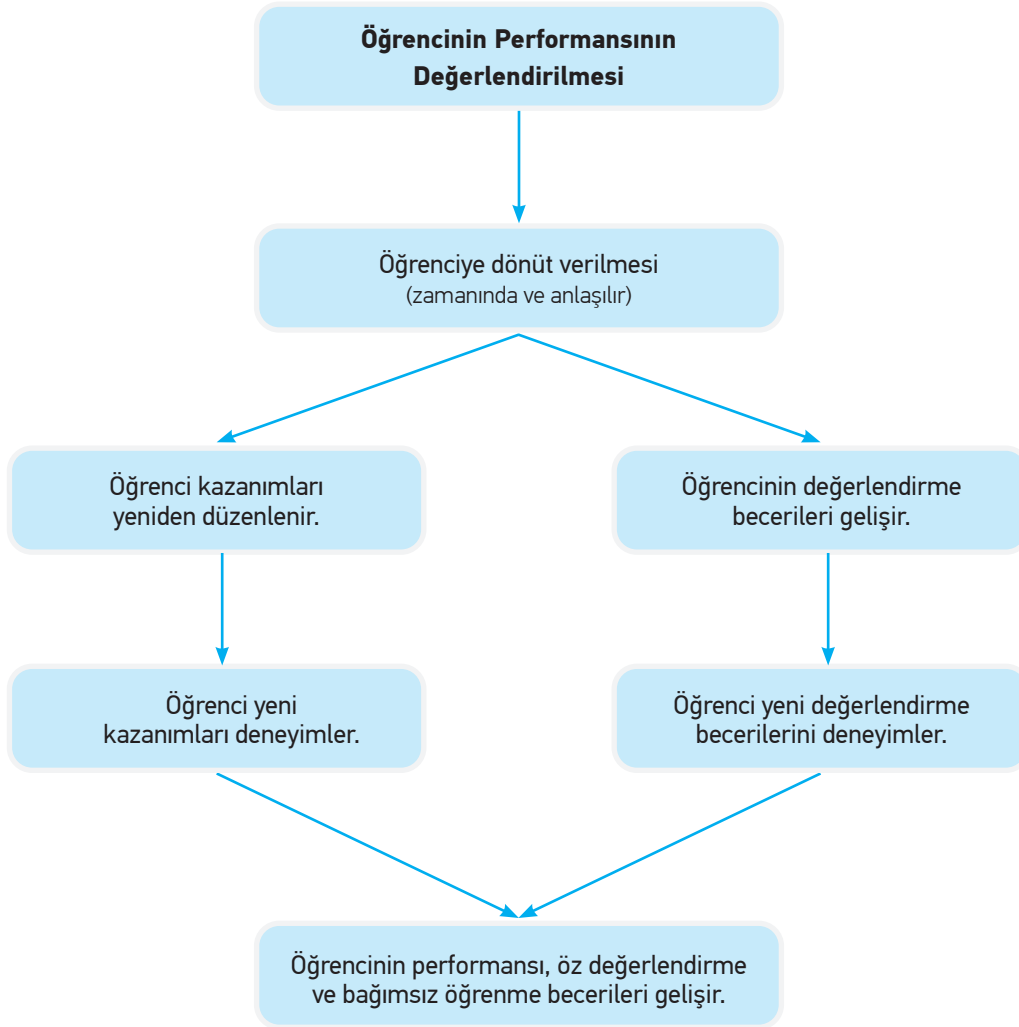 Öğrencinin Performansının
Değerlendirilmesi
Öğrenciye dönüt verilmesi
(zamanında ve anlaşılır)
Öğrenci kazanımları
yeniden düzenlenir.
Öğrencinin değerlendirme
becerileri gelişir.
Öğrenci yeni
kazanımları deneyimler.
Öğrenci yeni değerlendirme
becerilerini deneyimler.
Öğrencinin performansı, öz değerlendirme
ve bağımsız öğrenme becerileri gelişir.